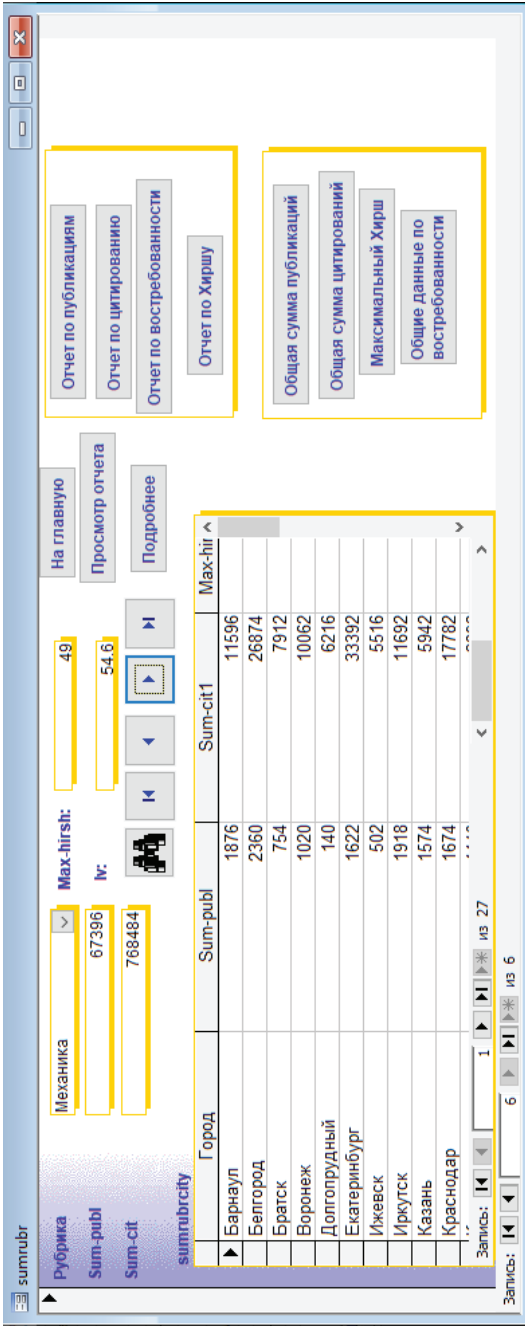 sumrubr
Рубрика Механика Max-hirsh: 49 На главную
Sum-publ 67396 Iv: 54.6 Просмотр отчета
Sum-cit 768484 Подробнее
sumrubrcity
Город Sum-publ Sum-cit1 Max-hir
Барнаул 1876 11596
Белгород 2360 26874
Братск 754 7912
Воронеж 1020 10062
Долгопрудный 140 6216
Екатеринбург 1622 33392
Ижевск 502 5516
Иркутск 1918 11692
Казань 1574 5942
Краснодар 1674 17782
Запись: 1 из 27
Запись: 6 из 6
Отчет по публикациям
Отчет по цитированию
Отчет по востребованности
Отчет по Хиршу
Общая сумма публикаций
Общая сумма цитирований
Максимальный Хирш
Общие данные по
востребованности